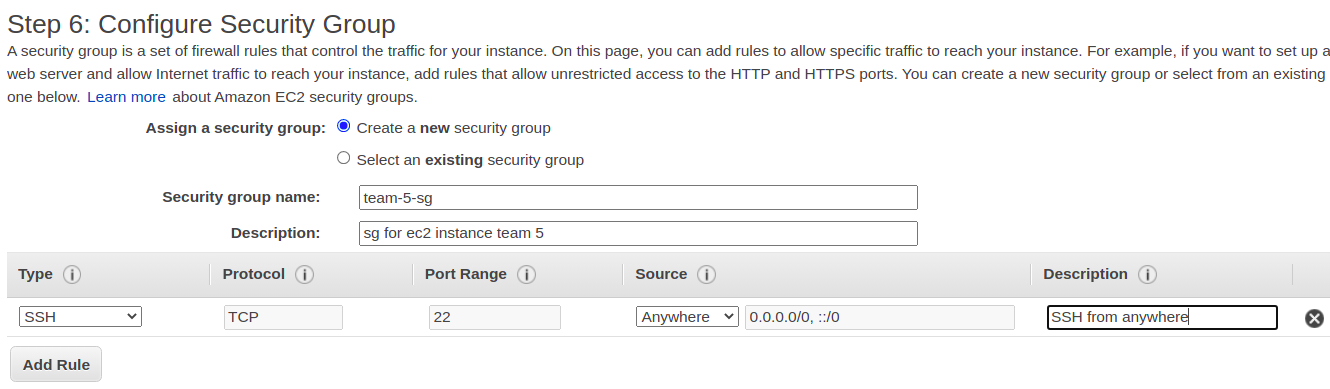 Step 6: Configure Security Group
A security group is a set of firewall rules that control the traffic for your instance. On this page, you can add rules to allow specific traffic to reach your instance. For example, if you want to set up a
web server and allow Internet traffic to reach your instance, add rules that allow unrestricted access to the HTTP and HTTPS ports. You can create a new security group or select from an existing
one below. Learn more about Amazon EC2 security groups.
Assign a security group: Create a new security group
Select an existing security group
Security group name: team-5-sg
Description: sg for ec2 instance team 5
Type i Protocol i Port Range i Source i Description i
SSH TCP 22 Anywhere 0.0.0.0/0, ::/0 SSH from anywhere
Add Rule